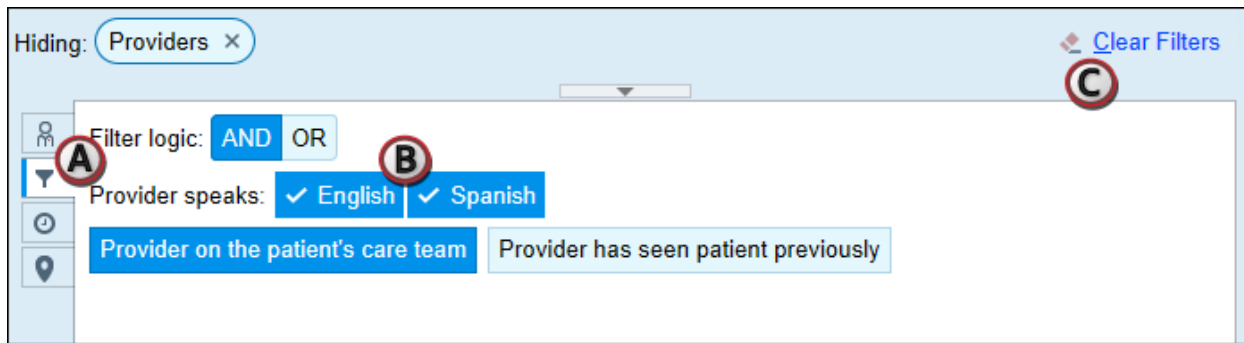 Hiding: Providers × Clear Filters
C
A Filter logic: AND OR
B
Provider speaks: ✓ English ✓ Spanish
Provider on the patient's care team Provider has seen patient previously